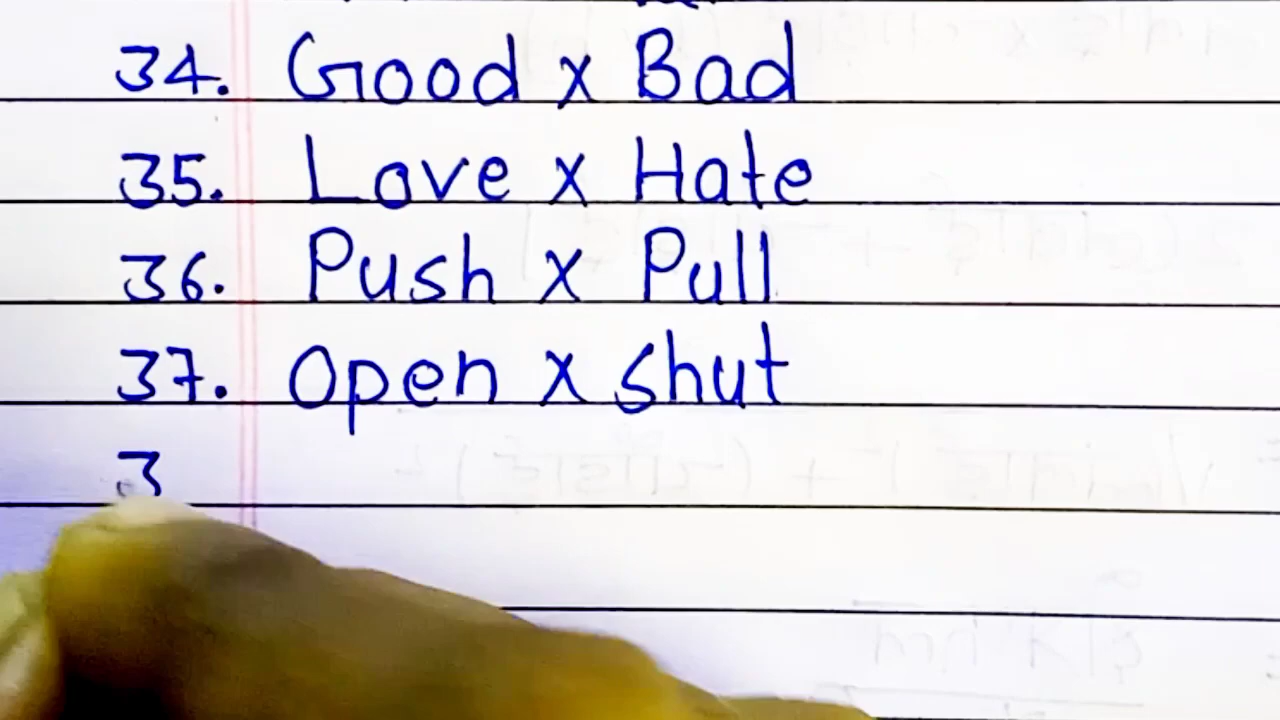 34. Good x Bad
35. Love x Hate
36. Push x Pull
37. Open x shut
3